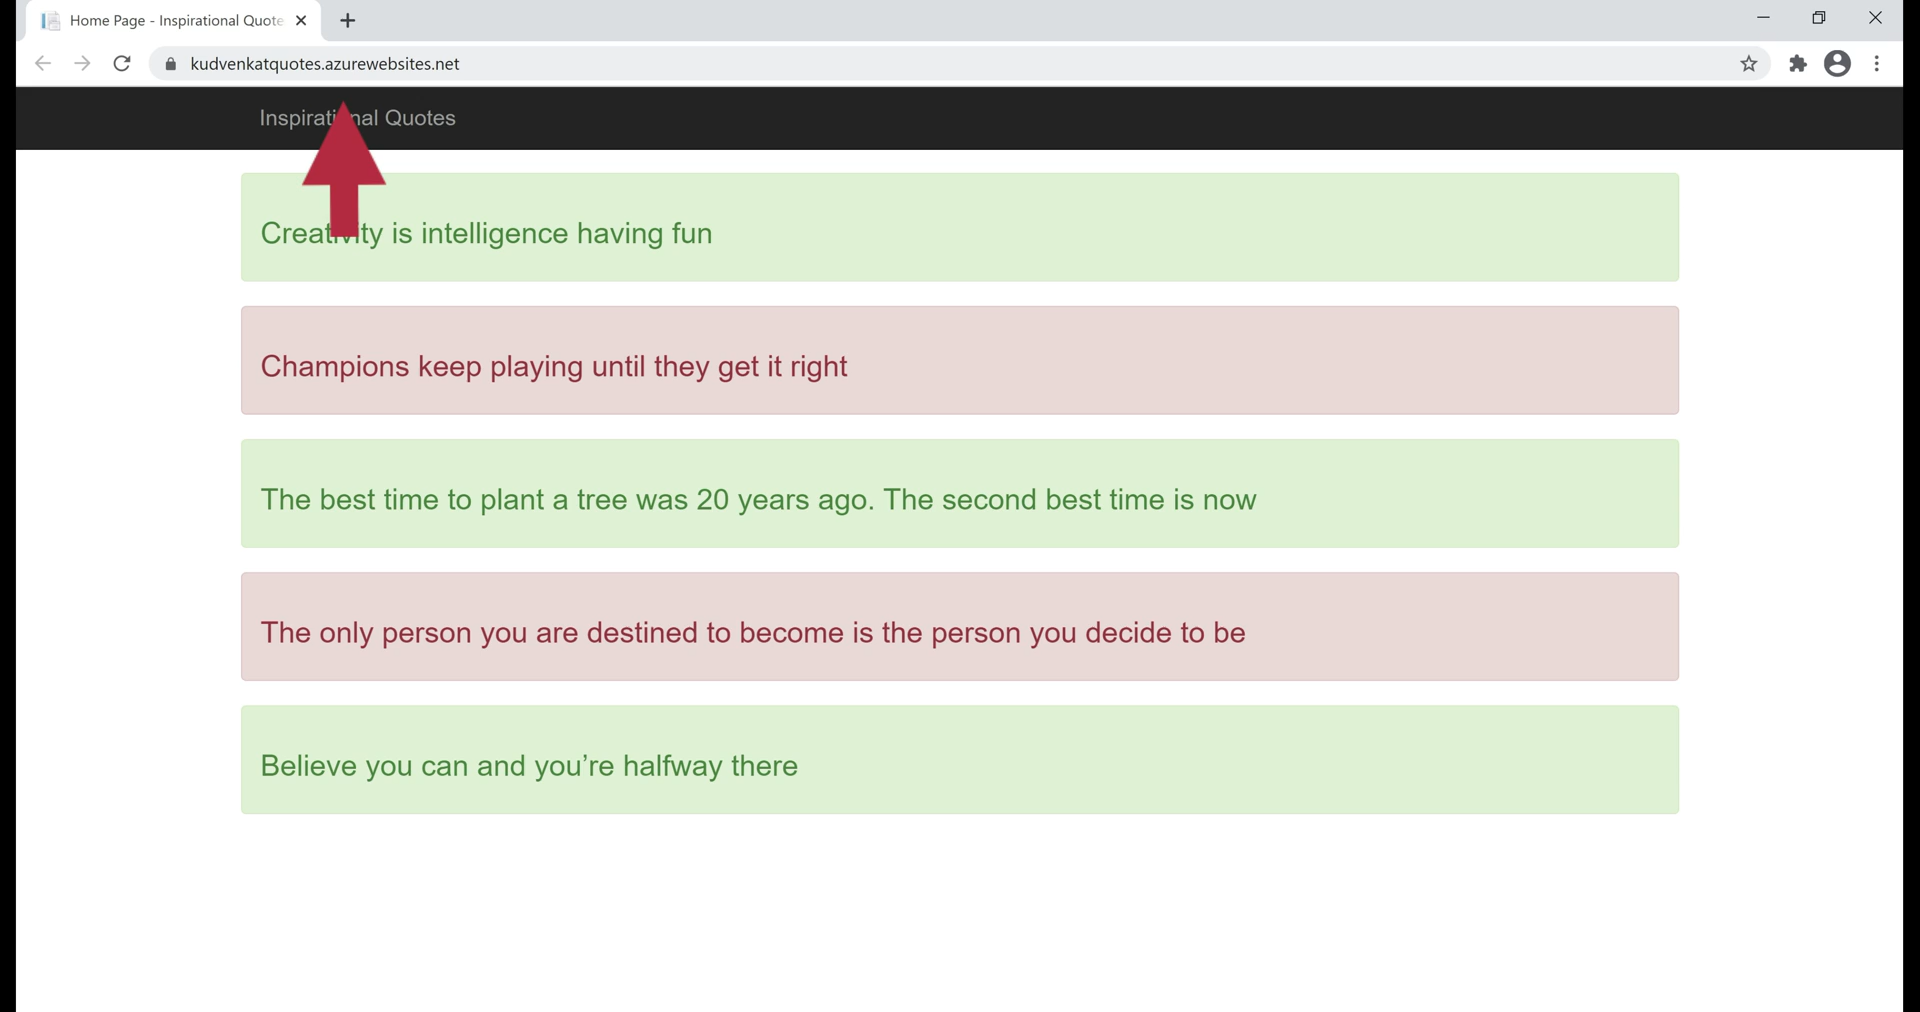 Home Page - Inspirational Quote
kudvenkatquotes.azurewebsites.net
Inspirational Quotes
Creativity is intelligence having fun
Champions keep playing until they get it right
The best time to plant a tree was 20 years ago. The second best time is now
The only person you are destined to become is the person you decide to be
Believe you can and you’re halfway there